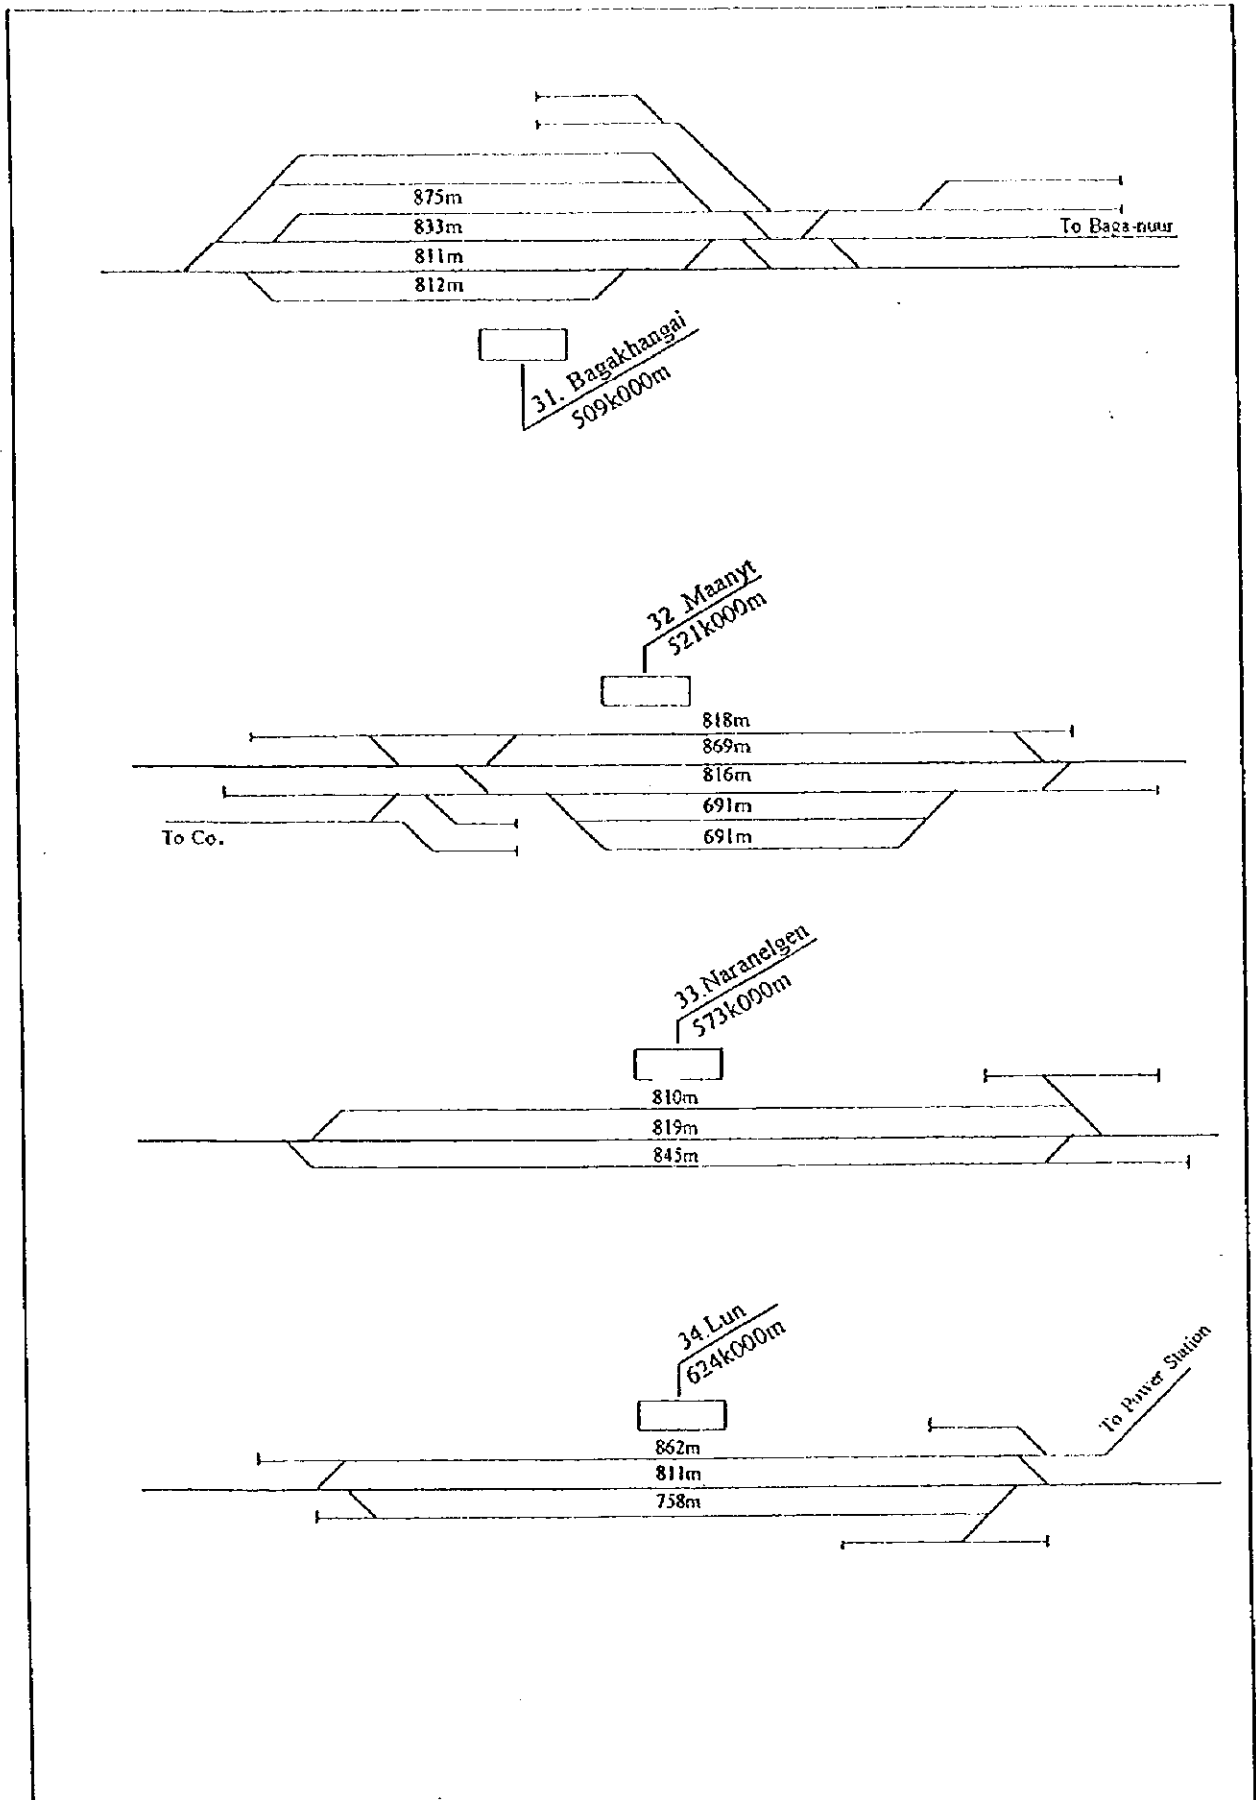 875m
833m
To Baga-nuur
811m
812m
31. Bagakhangai
509k000m
32 .Maanyt
521k000m
818m
869m
816m
691m
To Co.
691m
33.Naranelgen
573k000m
810m
819m
845m
34.Lun
624k000m
To Power Station
862m
811m
758m